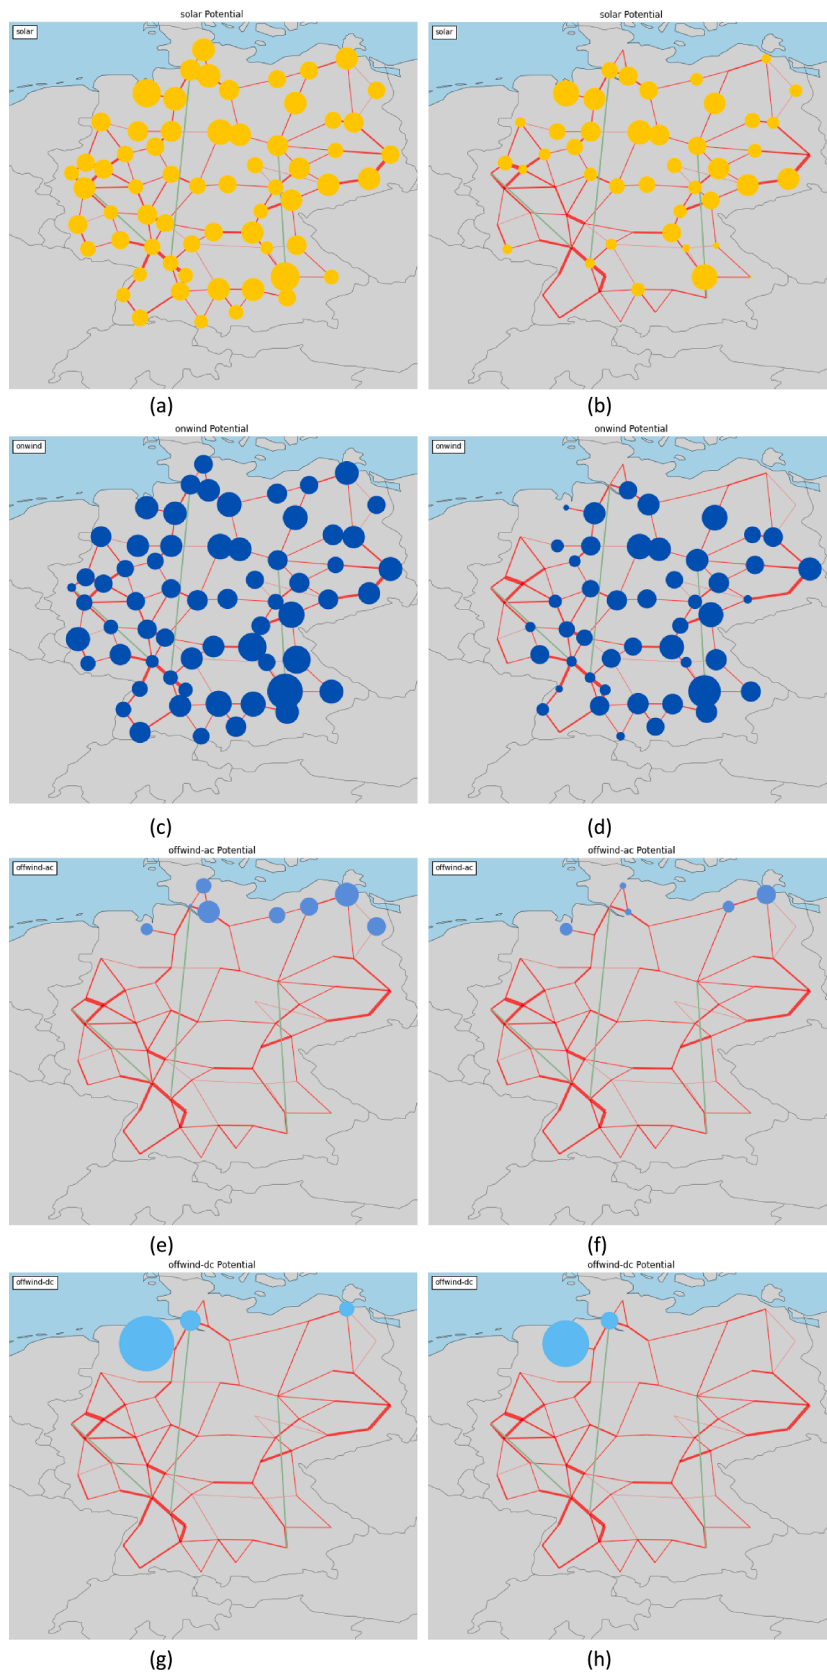 solar Potential
solar
solar Potential
solar
(a)
(b)
onwind Potential
onwind
onwind Potential
onwind
(c)
(d)
offwind-ac Potential
offwind-ac
offwind-ac Potential
offwind-ac
(e)
(f)
offwind-dc Potential
offwind-dc
offwind-dc Potential
offwind-dc
(g)
(h)